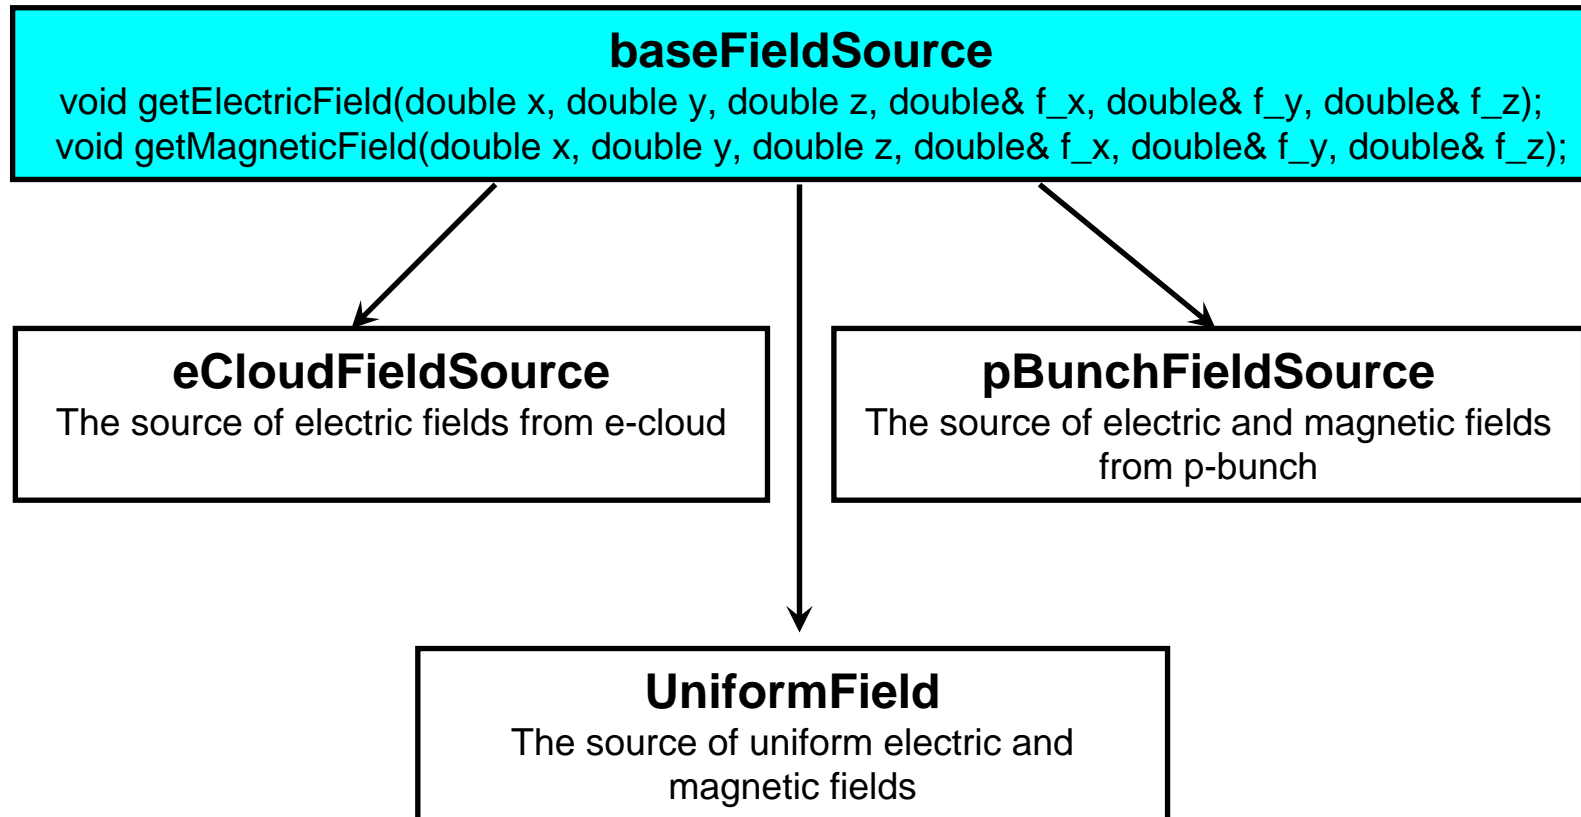 baseFieldSource
void getElectricField(double x, double y, double z, double& f_x, double& f_y, double& f_z);
void getMagneticField(double x, double y, double z, double& f_x, double& f_y, double& f_z);
eCloudFieldSource
The source of electric fields from e-cloud
pBunchFieldSource
The source of electric and magnetic fields
from p-bunch
UniformField
The source of uniform electric and
magnetic fields